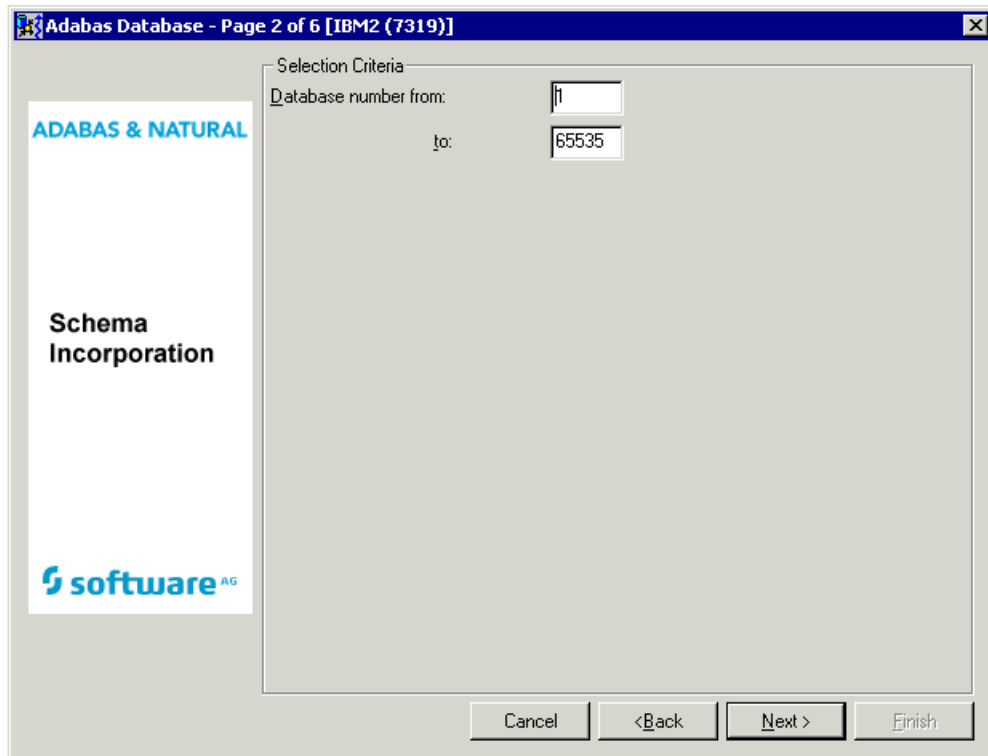 Adabas Database - Page 2 of 6 [IBM2 (7319)]
Selection Criteria
Database number from: 1
to: 65535
ADABAS & NATURAL
Schema
Incorporation
software AG
Cancel <Back Next > Finish